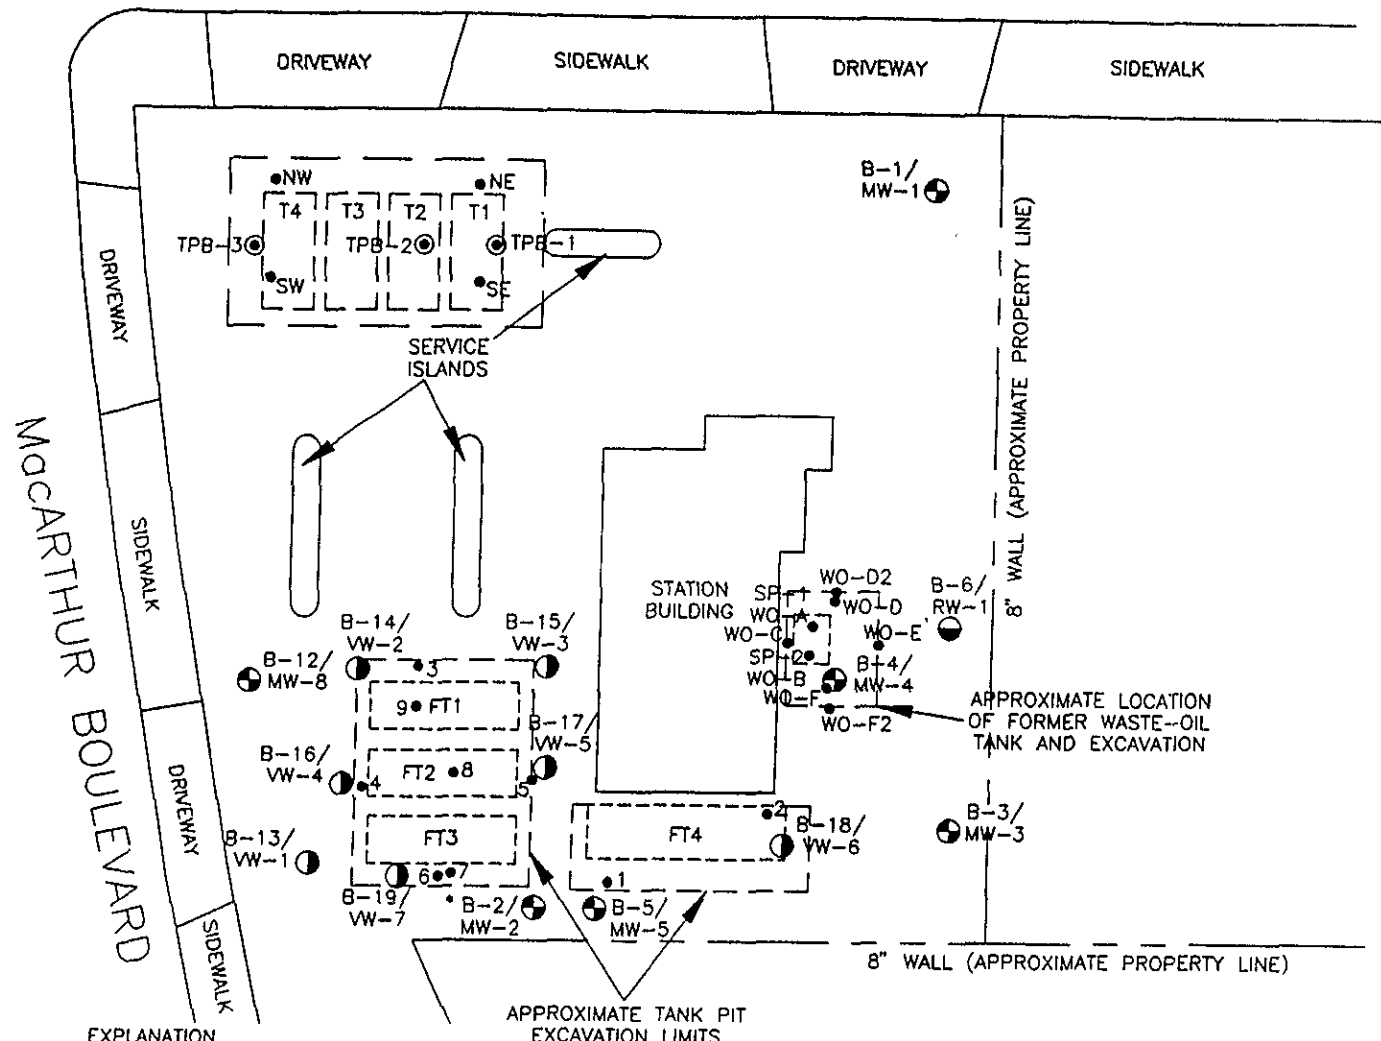 DRIVEWAY
SIDEWALK
DRIVEWAY
SIDEWALK
B-1/
MW-1
NW
NE
T4
T3
T2
T1
TPB-3
TPB-2
TPB-1
SW
SE
DRIVEWAY
SERVICE
ISLANDS
8" WALL (APPROXIMATE PROPERTY LINE)
MacARTHUR BOULEVARD
SIDEWALK
STATION
BUILDING
SP-1
WO-D2
WO-D
WO-A
WO-C
WO-E
SP-2
WO-B
WO-F
WO-F2
B-6/
RW-1
B-4/
MW-4
APPROXIMATE LOCATION
OF FORMER WASTE-OIL
TANK AND EXCAVATION
B-14/
VW-2
B-15/
VW-3
B-12/
MW-8
3
9
FT1
B-17/
VW-5
B-16/
VW-4
4
FT2
8
5
DRIVEWAY
B-13/
VW-1
FT3
FT4
2
B-18/
VW-6
B-3/
MW-3
6
7
1
B-19/
VW-7
B-2/
MW-2
B-5/
MW-5
SIDEWALK
8" WALL (APPROXIMATE PROPERTY LINE)
APPROXIMATE TANK PIT
EXCAVATION LIMITS
EXPLANATION